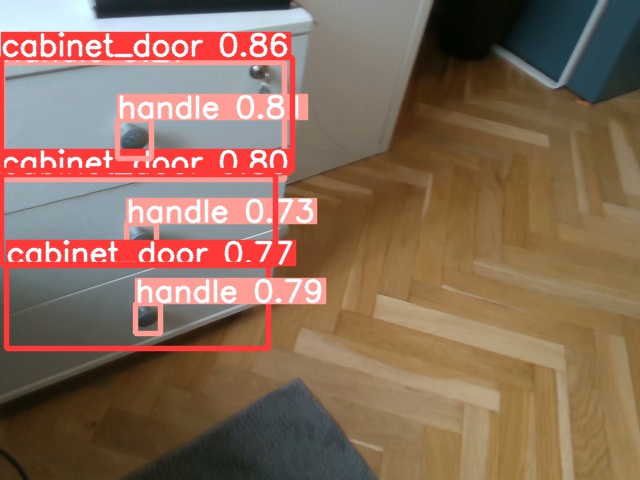 cabinet_door 0.86
handle 0.81
cabinet_door 0.80
handle 0.73
cabinet_door 0.77
handle 0.79